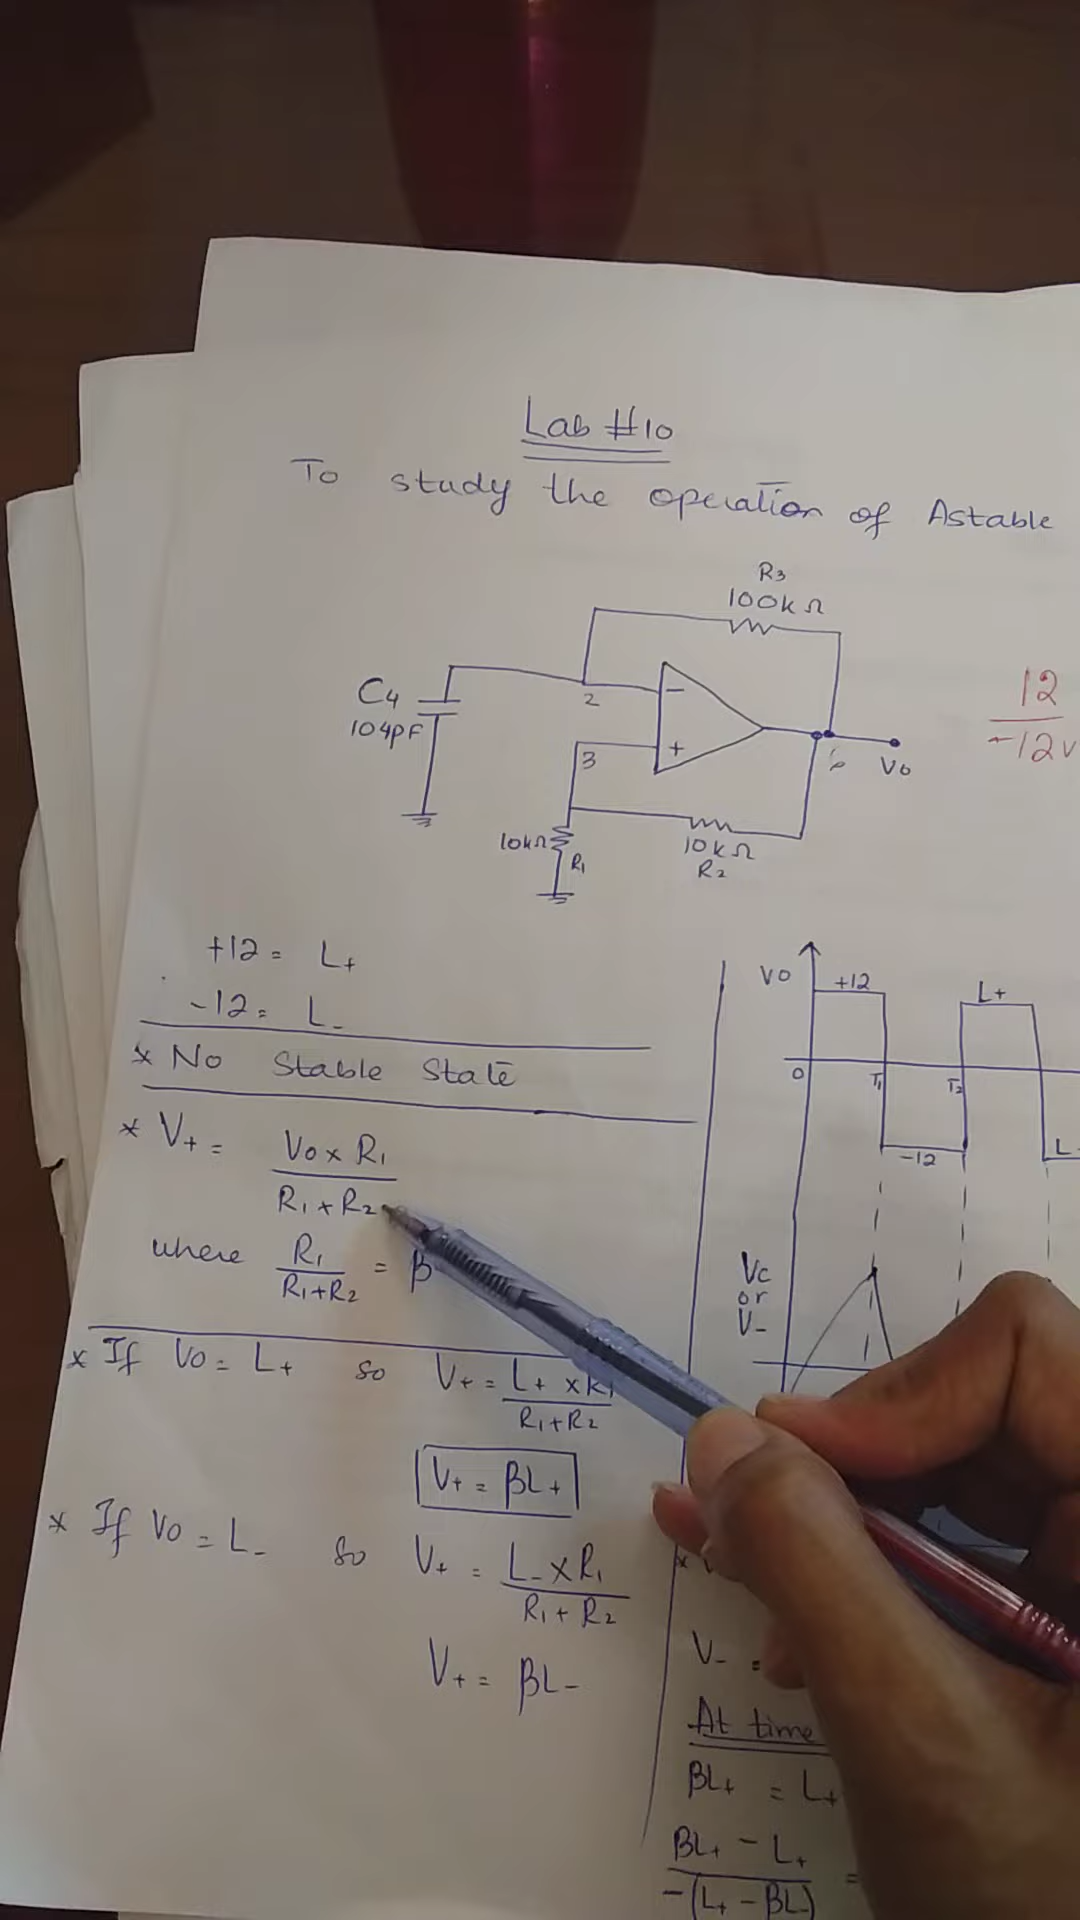 Lab #10
To study the operation of Astable
R3
100kΩ
C4
104pF
2
-
3
+
6
Vo
10kΩ
R1
10kΩ
R2
12
-12v
+12 = L+
-12 = L-
* No Stable State
* V+ = Vo x R1
R1 + R2
where R1 = β
R1+R2
* If Vo = L+ so V+ = L+ x R1
R1+R2
V+ = βL+
* If Vo = L- so V+ = L- x R1
R1 + R2
V+ = βL-
VO
+12
L+
0
T1
T2
-12
L-
Vc
or
V-
V- =
At time
βL+ = L+
βL+ - L+ =
-(L+ - βL-)